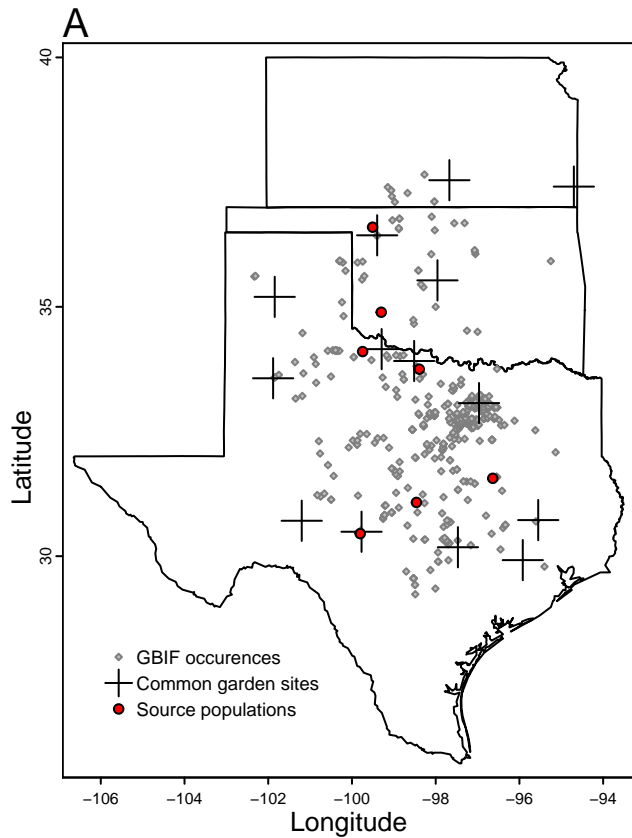 A
40
35
30
Latitude
GBIF occurences
Common garden sites
Source populations
−106 −104 −102 −100 −98 −96 −94
Longitude